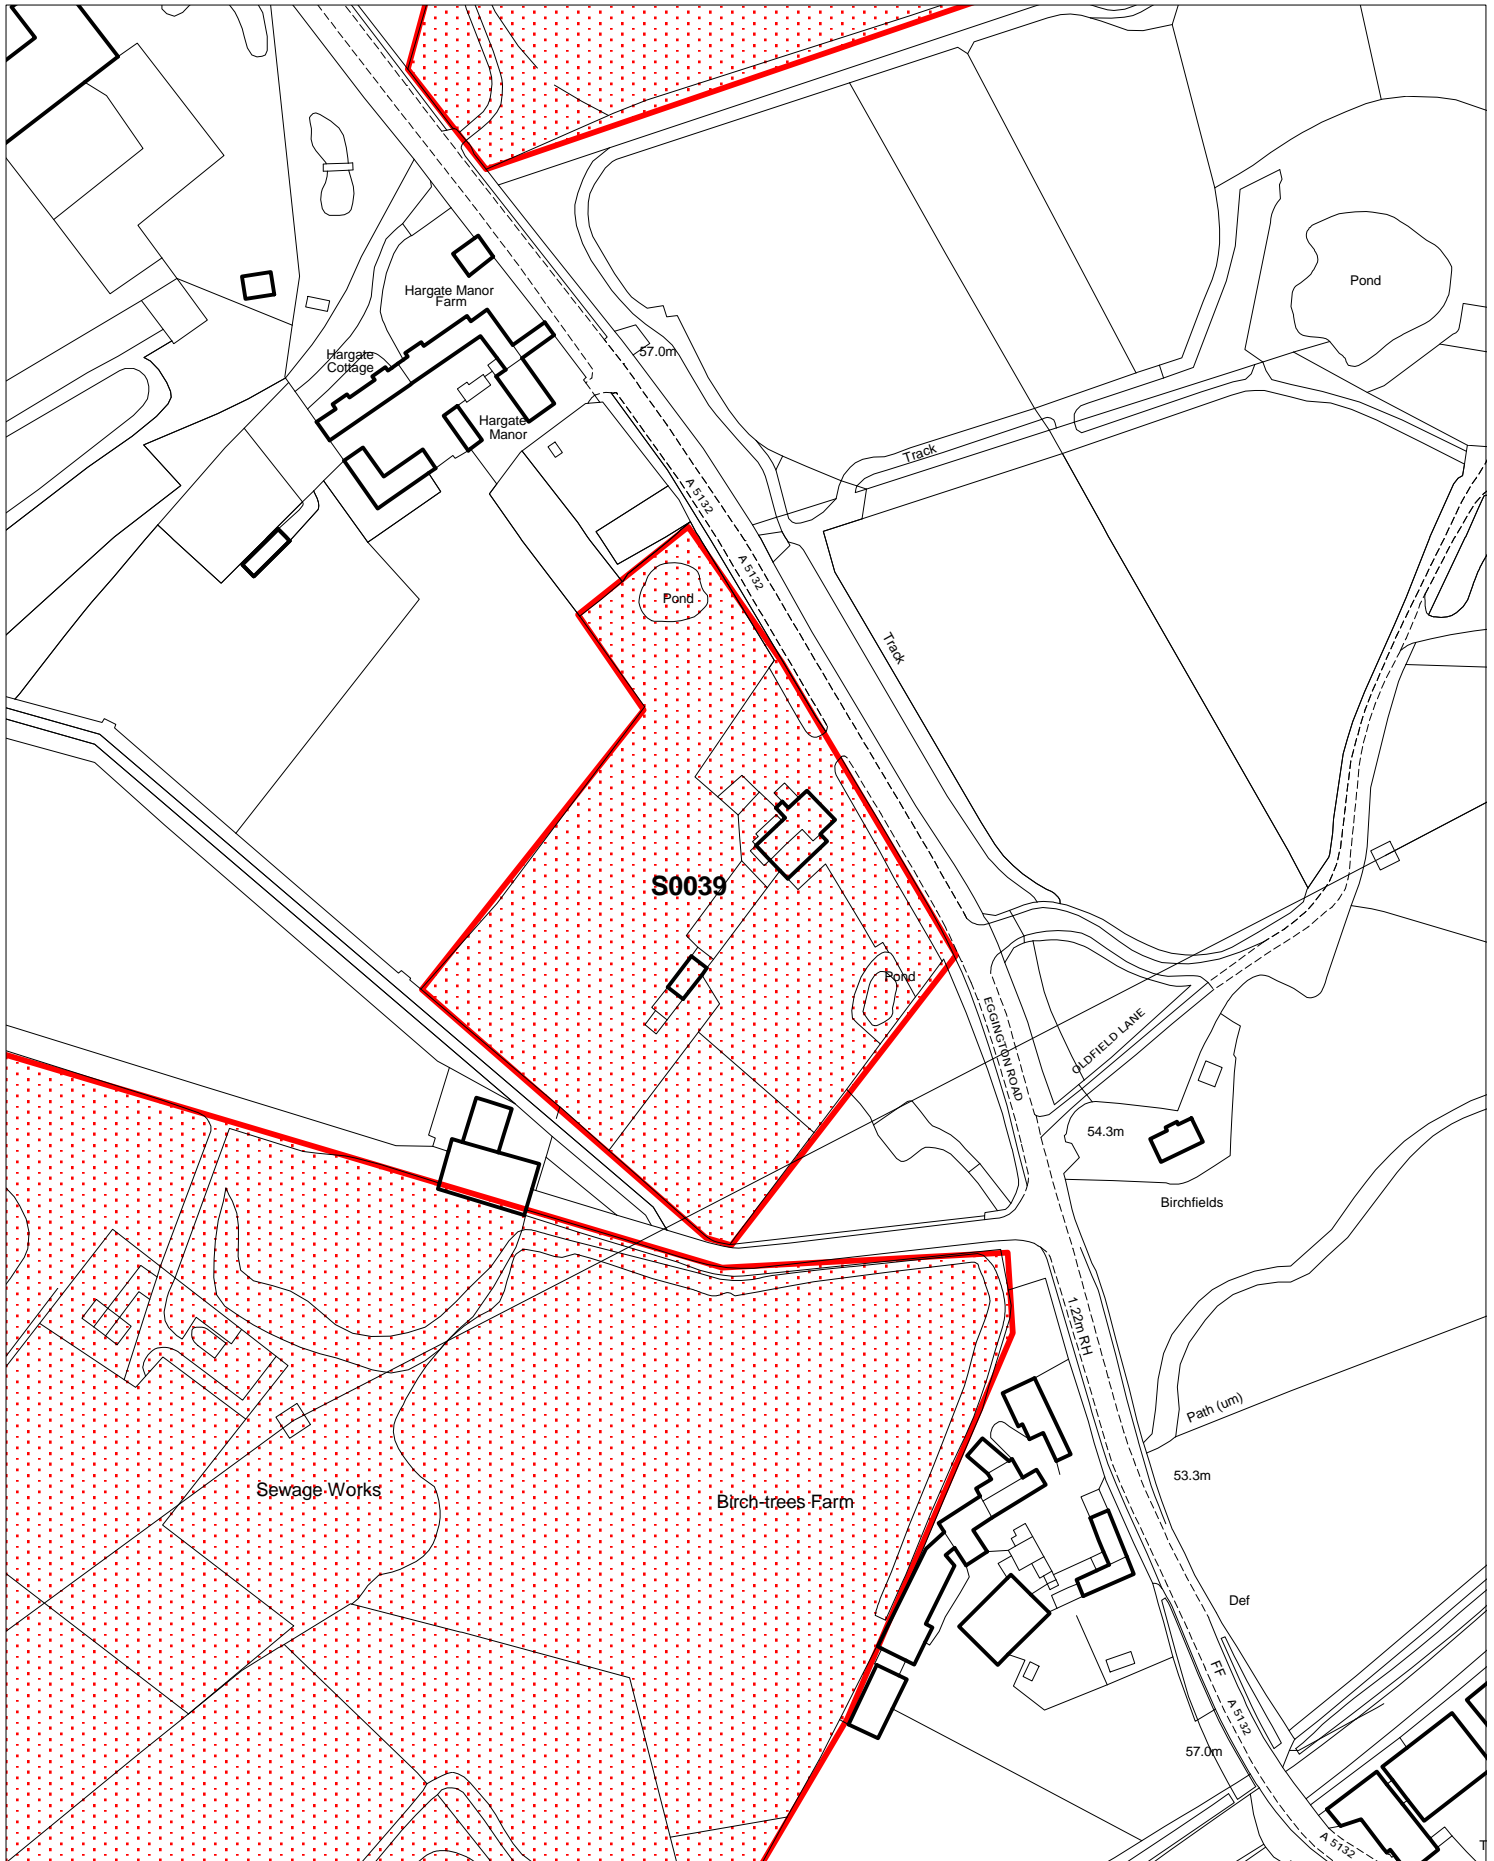 Pond
Hargate Manor
Farm
57.0m
Hargate
Cottage
Hargate
Manor
Track
A 5132
A 5132
Pond
Track
S0039
Pond
EGGINGTON ROAD
OLDFIELD LANE
54.3m
Birchfields
1.22m RH
Path (um)
53.3m
Sewage Works
Birch-trees Farm
Def
FF
A 5132
57.0m
A 5132
T